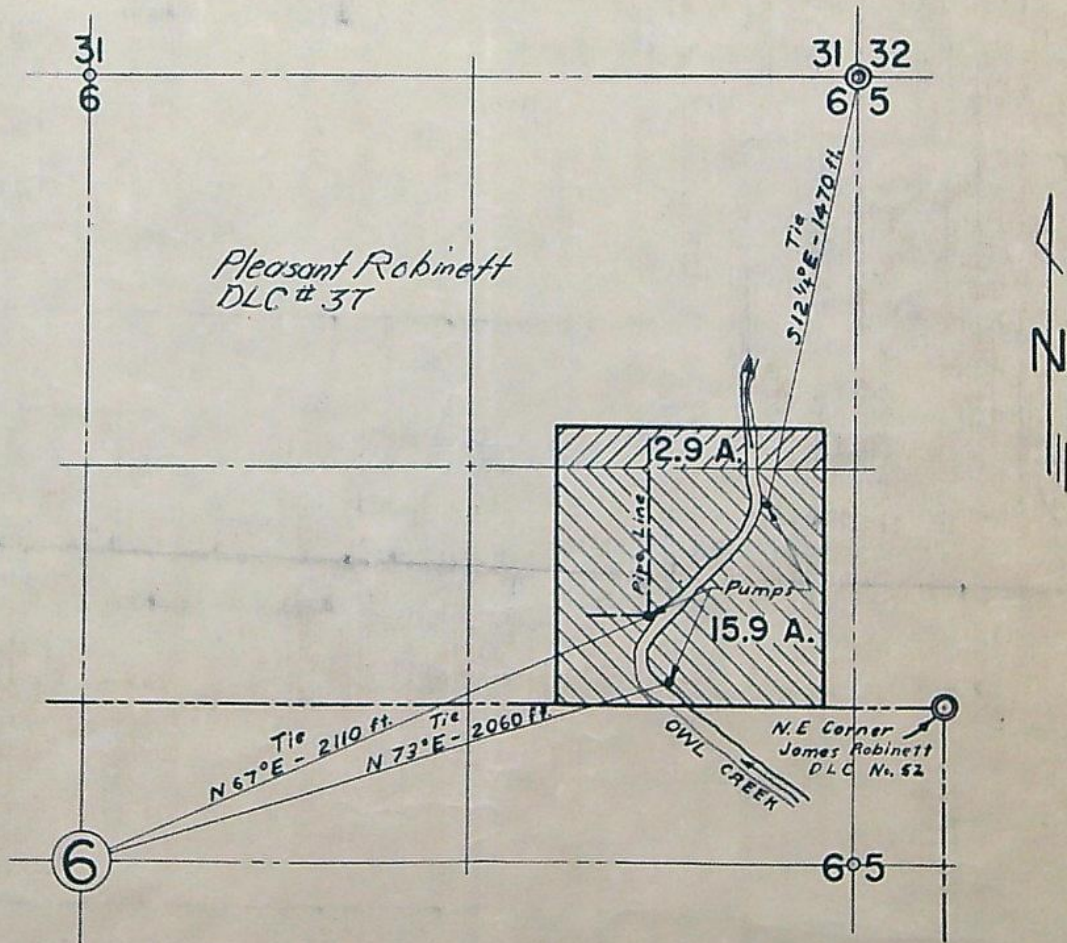 31
6
31 32
6 5
Pleasant Robinett
DLC # 37
Tie
S12 1/4°E - 1470 ft.
N
2.9 A.
Pipe Line
Pumps
15.9 A.
Tie
N 67°E - 2110 ft.
Tie
N 73°E - 2060 ft.
OWL CREEK
N.E Corner
James Robinett
DLC No. 52
6
6 5